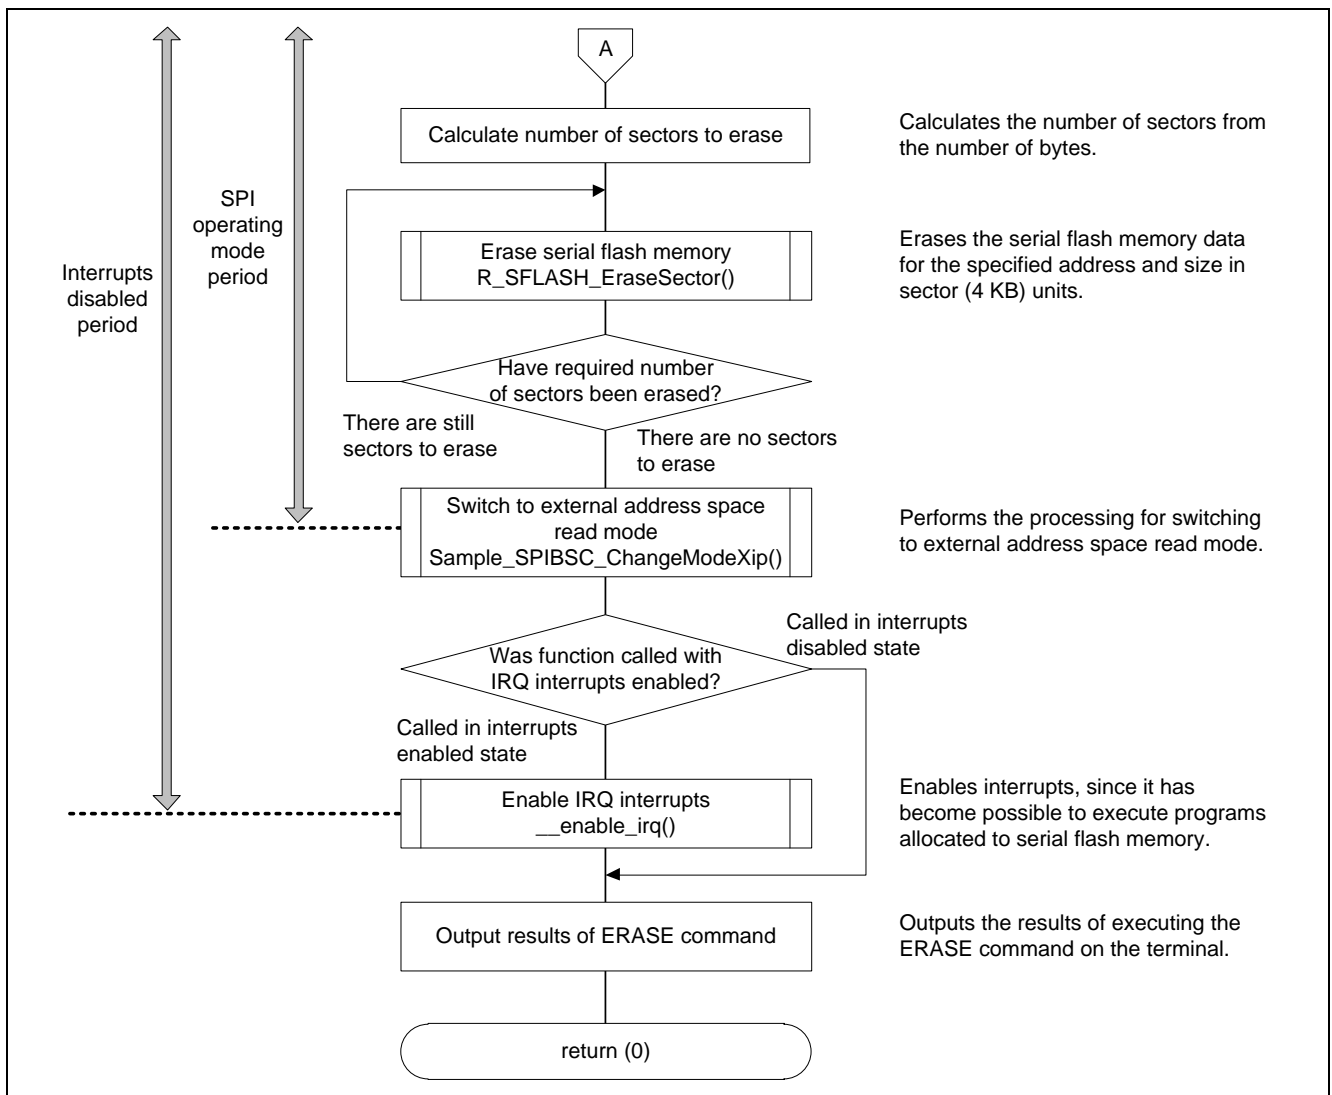 A
Calculate number of sectors to erase
Calculates the number of sectors from
the number of bytes.
SPI
operating
mode
period
Interrupts
disabled
period
Erase serial flash memory
R_SFLASH_EraseSector()
Erases the serial flash memory data
for the specified address and size in
sector (4 KB) units.
Have required number
of sectors been erased?
There are still
sectors to erase
There are no sectors
to erase
Switch to external address space
read mode
Sample_SPIBSC_ChangeModeXip()
Performs the processing for switching
to external address space read mode.
Called in interrupts
disabled state
Was function called with
IRQ interrupts enabled?
Called in interrupts
enabled state
Enable IRQ interrupts
__enable_irq()
Enables interrupts, since it has
become possible to execute programs
allocated to serial flash memory.
Output results of ERASE command
Outputs the results of executing the
ERASE command on the terminal.
return (0)